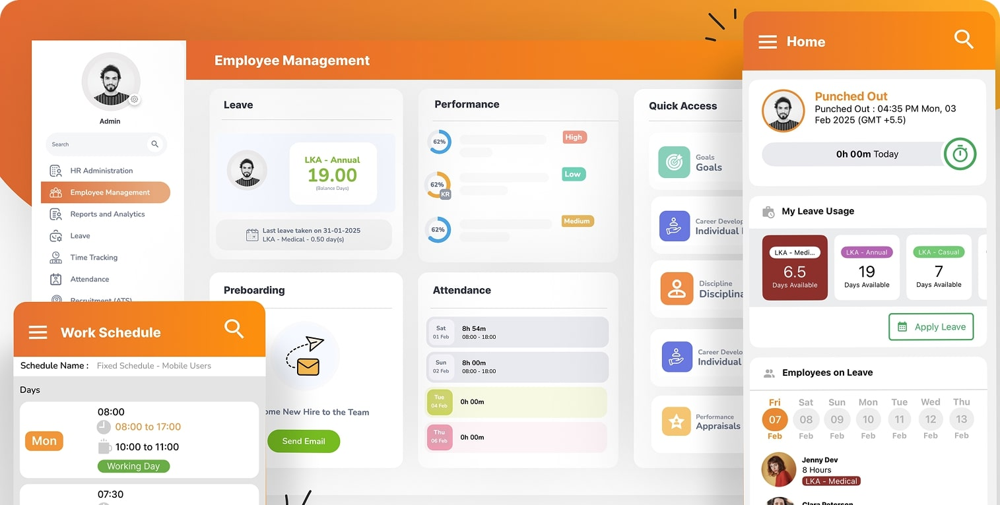 Employee Management
Admin
Search
HR Administration
Employee Management
Reports and Analytics
Leave
Time Tracking
Attendance
Recruitment (ATS)
Leave
LKA - Annual
19.00
(Balance Days)
Last leave taken on 31-01-2025
LKA - Medical - 0.50 day(s)
Performance
62%
High
62%
KR
Low
62%
Medium
Quick Access
Goals
Goals
Career Develop
Individual
Discipline
Disciplina
Career Develop
Individual
Performance
Appraisals
Preboarding
ome New Hire to the Team
Send Email
Attendance
Sat
01 Feb
8h 54m
08:00 - 18:00
Sun
02 Feb
8h 00m
08:00 - 18:00
Tue
04 Feb
0h 00m
Thu
06 Feb
0h 00m
Work Schedule
Schedule Name : Fixed Schedule - Mobile Users
Days
Mon
08:00
08:00 to 17:00
10:00 to 11:00
Working Day
07:30
Home
Punched Out
Punched Out : 04:35 PM Mon, 03
Feb 2025 (GMT +5.5)
0h 00m Today
My Leave Usage
LKA - Medi...
6.5
Days Available
LKA - Annual
19
Days Available
LKA - Casual
7
Days Available
Apply Leave
Employees on Leave
Fri Sat Sun Mon Tue Wed Thu
07 08 09 10 11 12 13
Feb Feb Feb Feb Feb Feb Feb
Jenny Dev
8 Hours
LKA - Medical
Clara Peterson